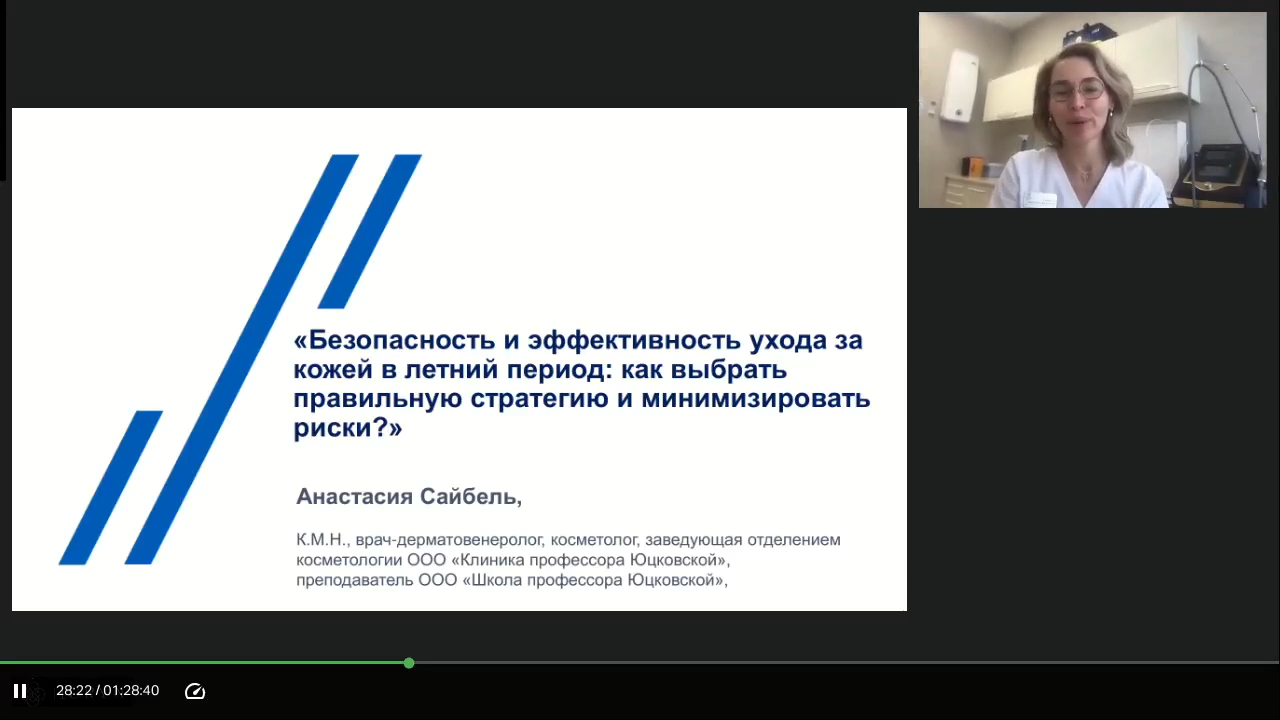 «Безопасность и эффективность ухода за
кожей в летний период: как выбрать
правильную стратегию и минимизировать
риски?»
Анастасия Сайбель,
К.М.Н., врач-дерматовенеролог, косметолог, заведующая отделением
косметологии ООО «Клиника профессора Юцковской»,
преподаватель ООО «Школа профессора Юцковской»,
28:22 / 01:28:40